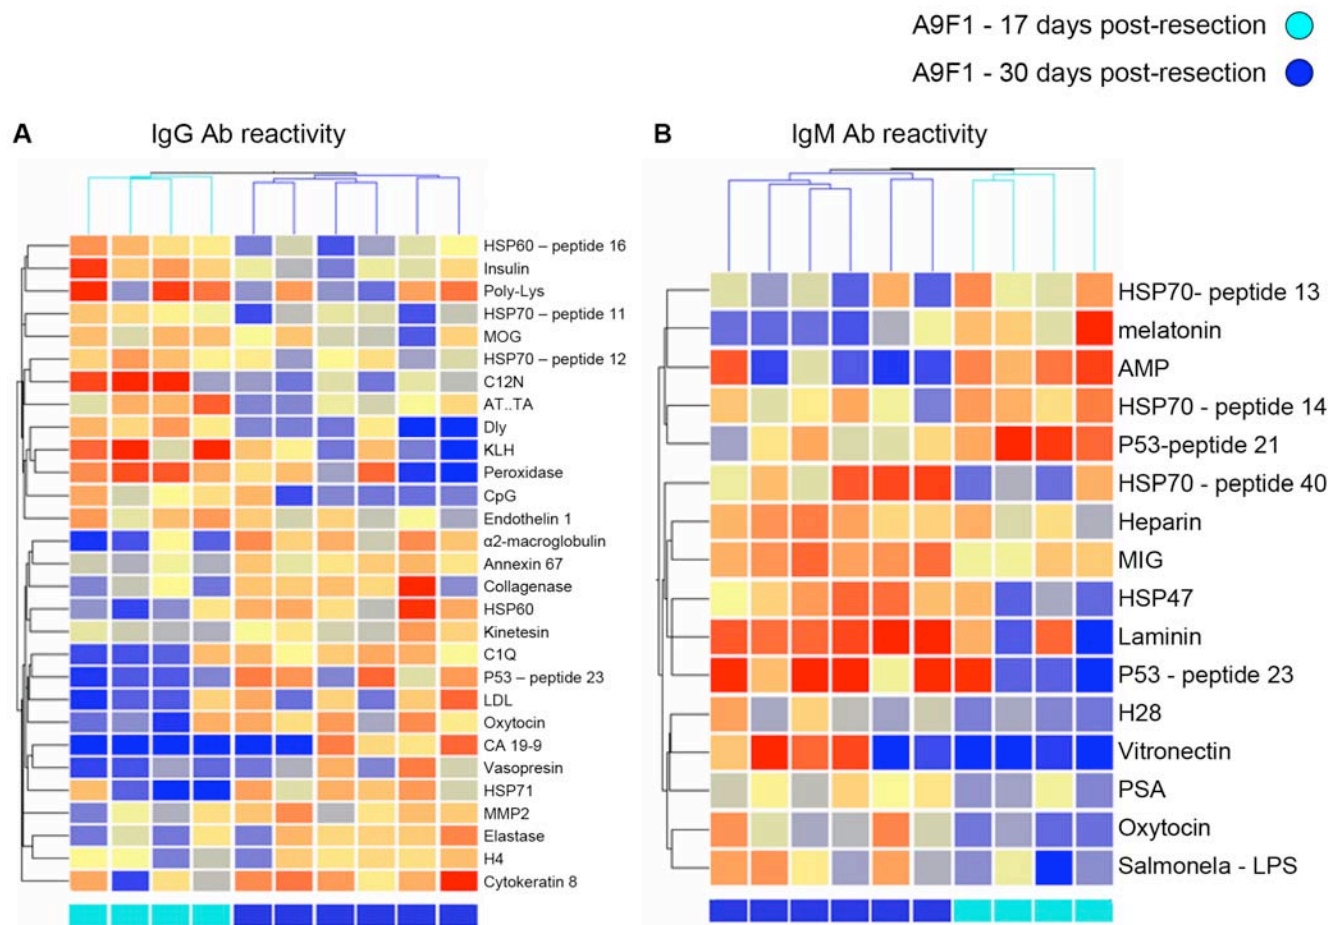 A9F1 - 17 days post-resection
A9F1 - 30 days post-resection
A IgG Ab reactivity
B IgM Ab reactivity
HSP60 – peptide 16
Insulin
Poly-Lys
HSP70 – peptide 11
MOG
HSP70 – peptide 12
C12N
AT..TA
Dly
KLH
Peroxidase
CpG
Endothelin 1
α2-macroglobulin
Annexin 67
Collagenase
HSP60
Kinetesin
C1Q
P53 – peptide 23
LDL
Oxytocin
CA 19-9
Vasopresin
HSP71
MMP2
Elastase
H4
Cytokeratin 8
HSP70- peptide 13
melatonin
AMP
HSP70 - peptide 14
P53-peptide 21
HSP70 - peptide 40
Heparin
MIG
HSP47
Laminin
P53 - peptide 23
H28
Vitronectin
PSA
Oxytocin
Salmonela - LPS